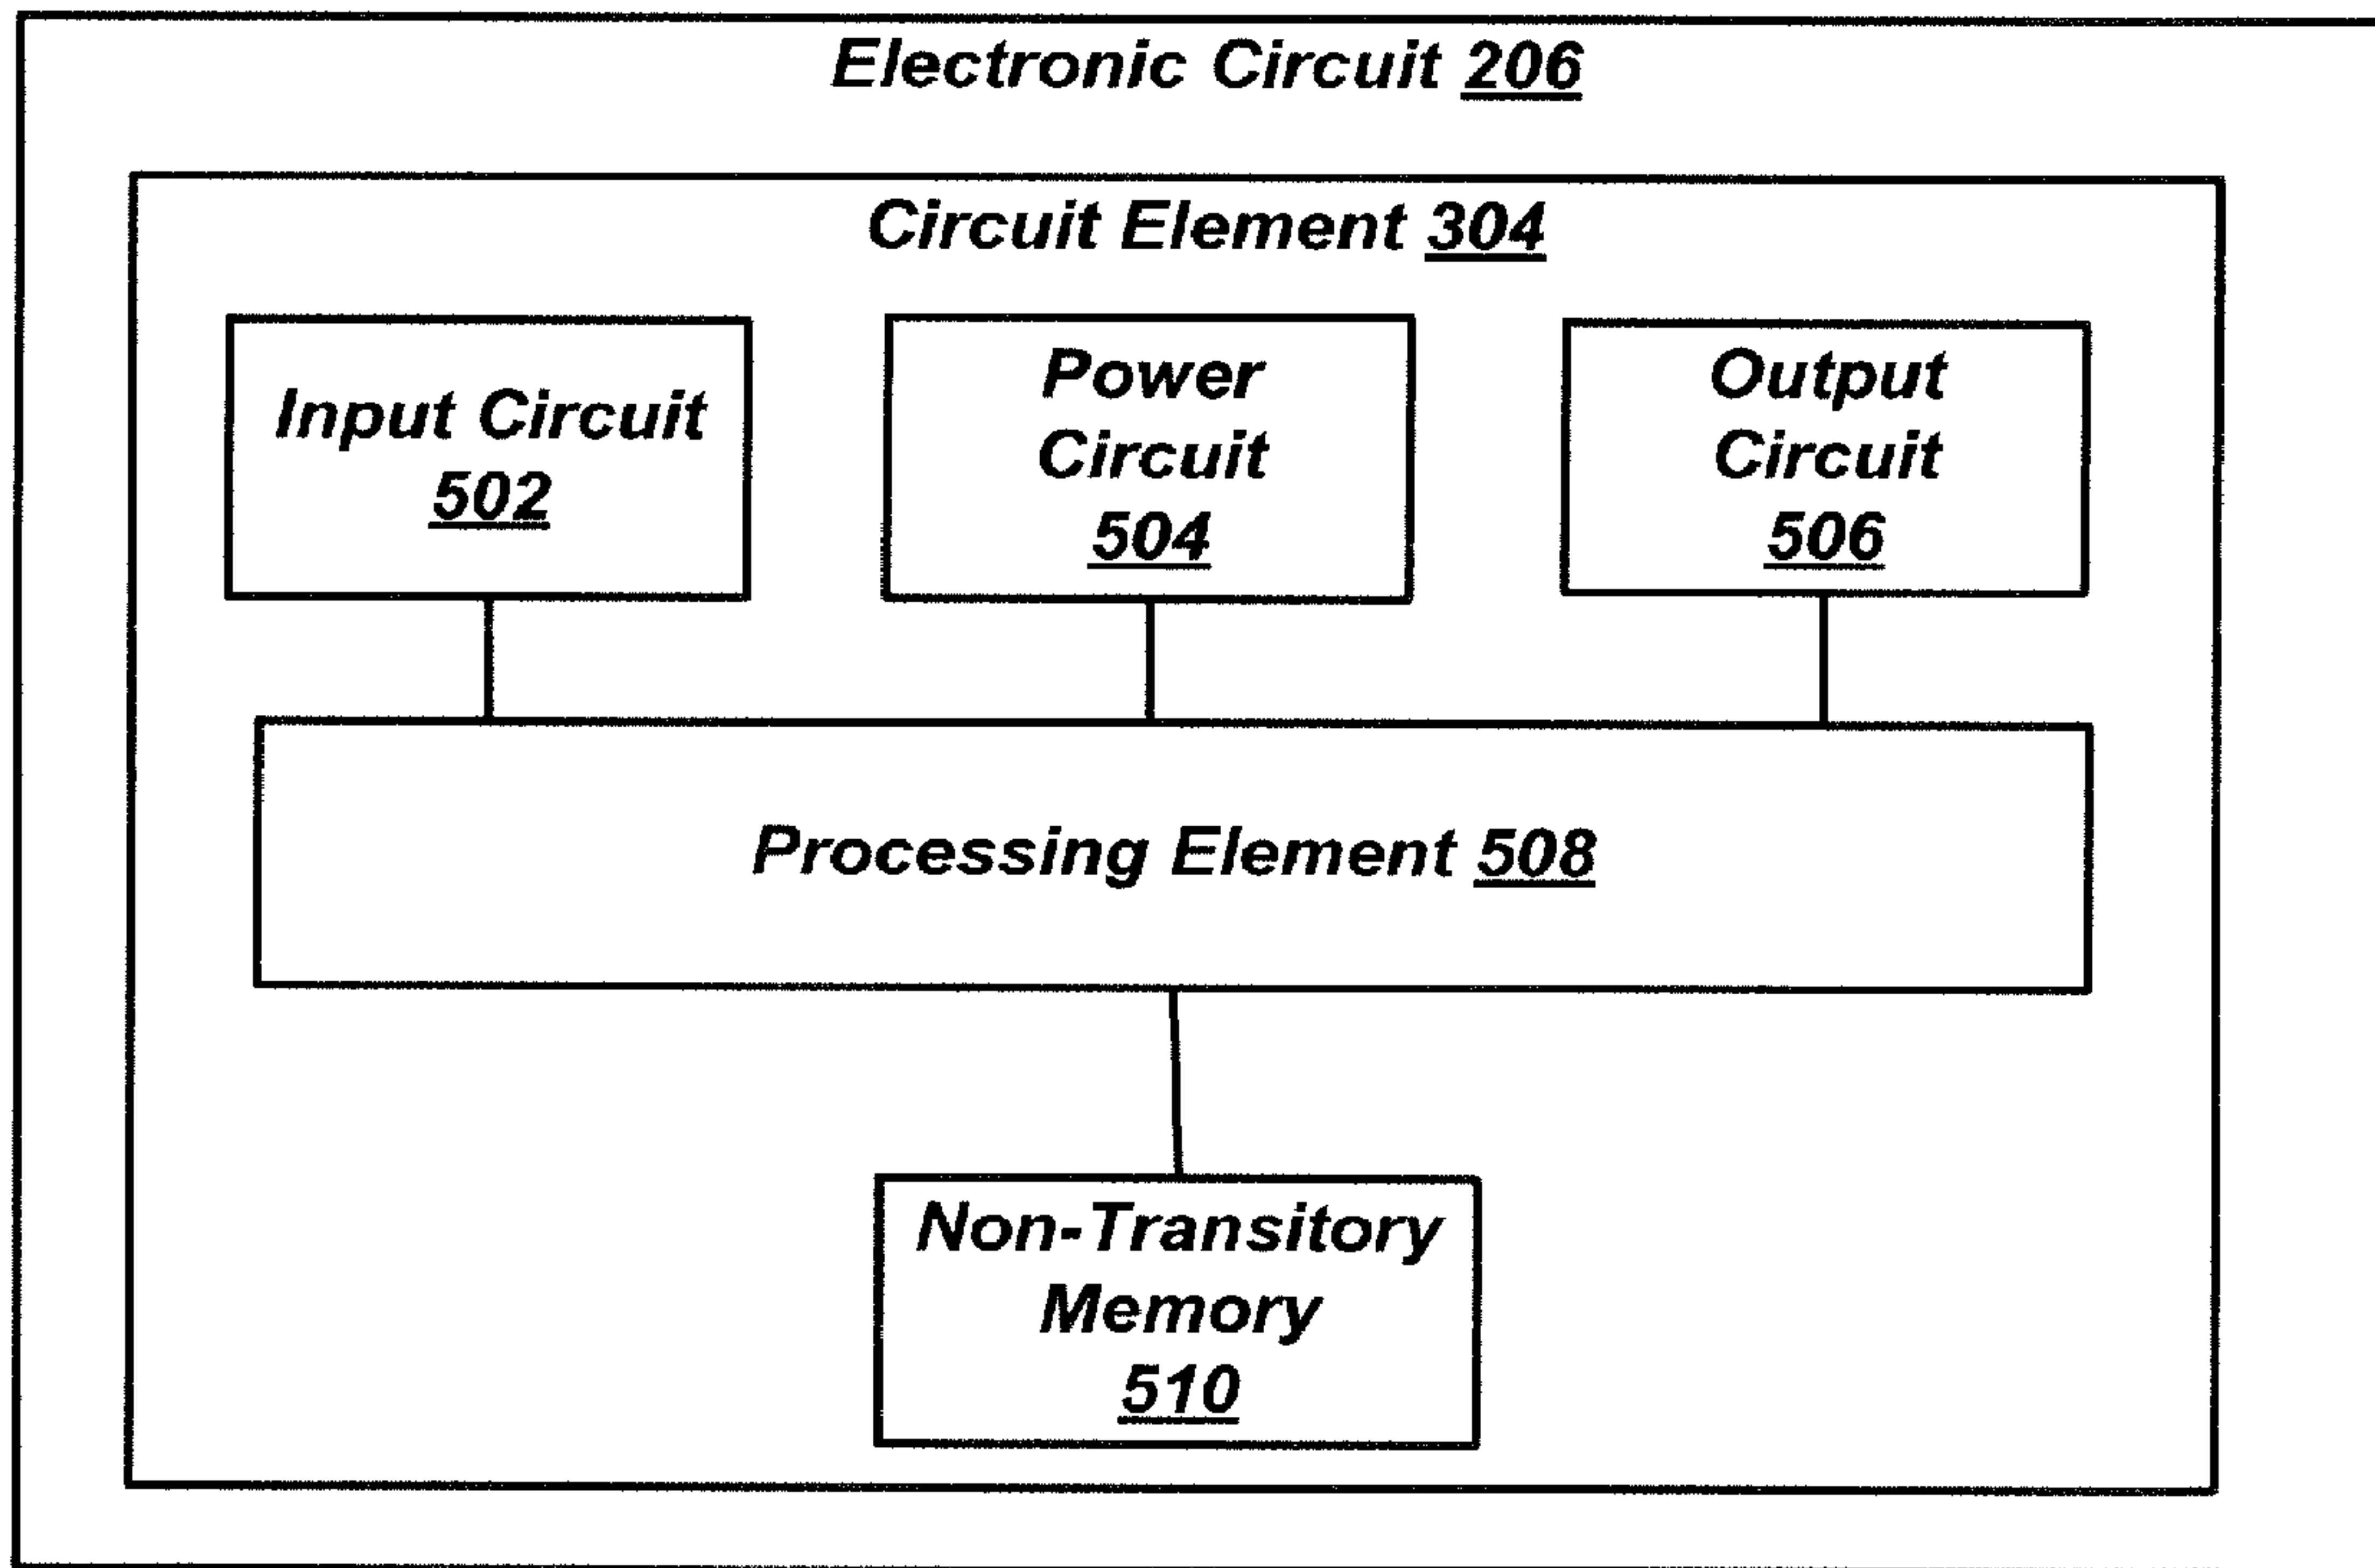 Electronic Circuit 206
Circuit Element 304
Input Circuit
502
Power
Circuit
504
Output
Circuit
506
Processing Element 508
Non-Transitory
Memory
510